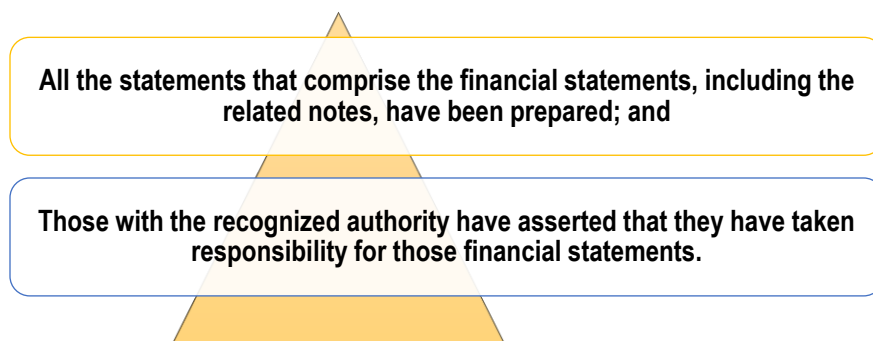 All the statements that comprise the financial statements, including the
related notes, have been prepared; and
Those with the recognized authority have asserted that they have taken
responsibility for those financial statements.